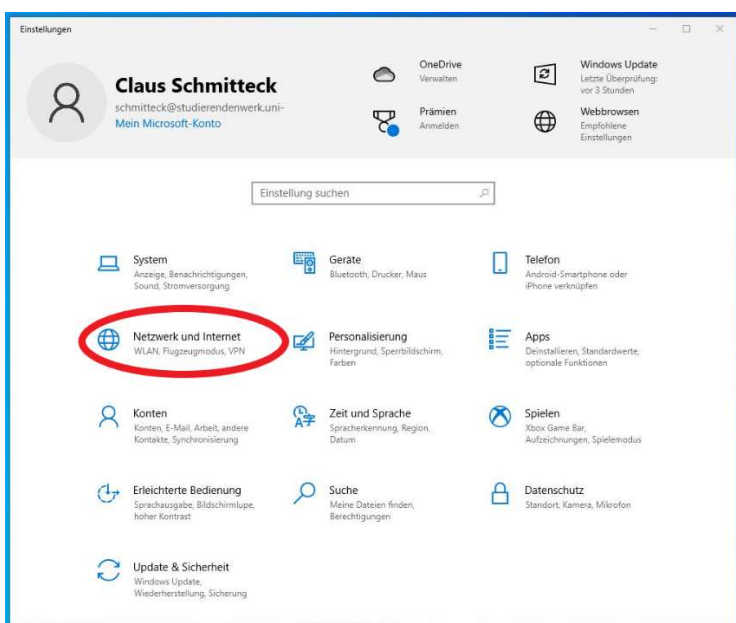 Einstellungen
Claus Schmitteck
schmitteck@studierendenwerk.uni-
Mein Microsoft-Konto
OneDrive
Verwalten
Prämien
Anmelden
Windows Update
Letzte Überprüfung:
vor 3 Stunden
Webbrowsen
Empfohlene
Einstellungen
Einstellung suchen
System
Anzeige, Benachrichtigungen,
Sound, Stromversorgung
Geräte
Bluetooth, Drucker, Maus
Telefon
Android-Smartphone oder
iPhone verknüpfen
Netzwerk und Internet
WLAN, Flugzeugmodus, VPN
Personalisierung
Hintergrund, Sperrbildschirm,
Farben
Apps
Deinstallieren, Standardwerte,
optionale Funktionen
Konten
Konten, E-Mail, Arbeit, andere
Kontakte, Synchronisierung
Zeit und Sprache
Spracherkennung, Region,
Datum
Spielen
Xbox Game Bar,
Aufzeichnungen, Spielemodus
Erleichterte Bedienung
Sprachausgabe, Bildschirmlupe,
hoher Kontrast
Suche
Meine Dateien finden,
Berechtigungen
Datenschutz
Standort, Kamera, Mikrofon
Update & Sicherheit
Windows Update,
Wiederherstellung, Sicherung